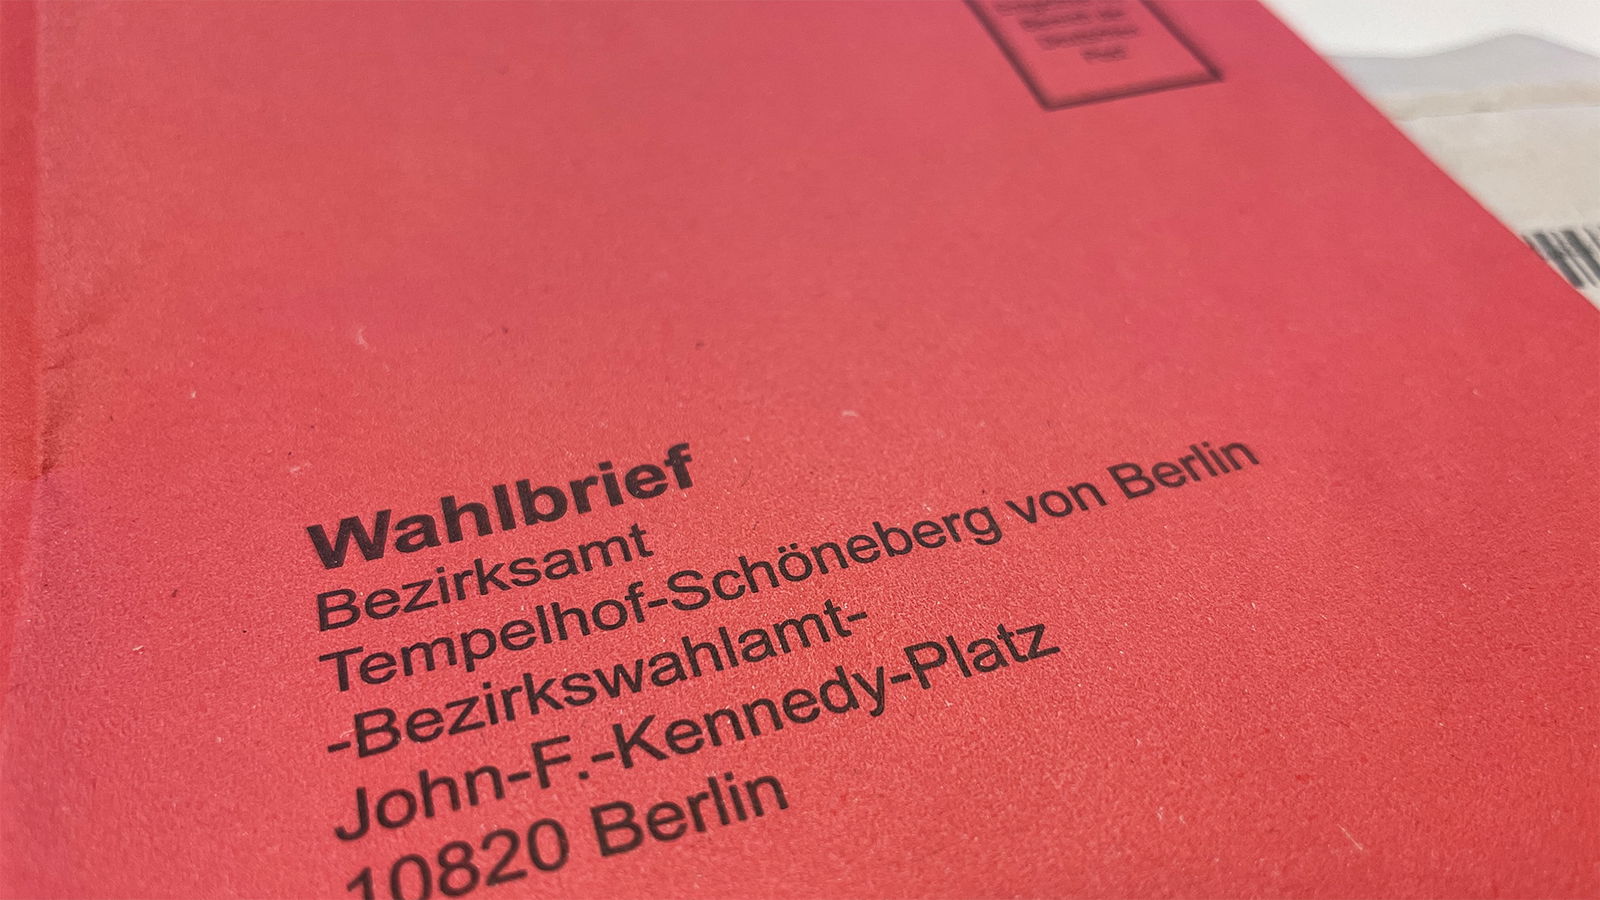 Wahlbrief
Bezirksamt
Tempelhof-Schöneberg von Berlin
-Bezirkswahlamt-
John-F.-Kennedy-Platz
10820 Berlin